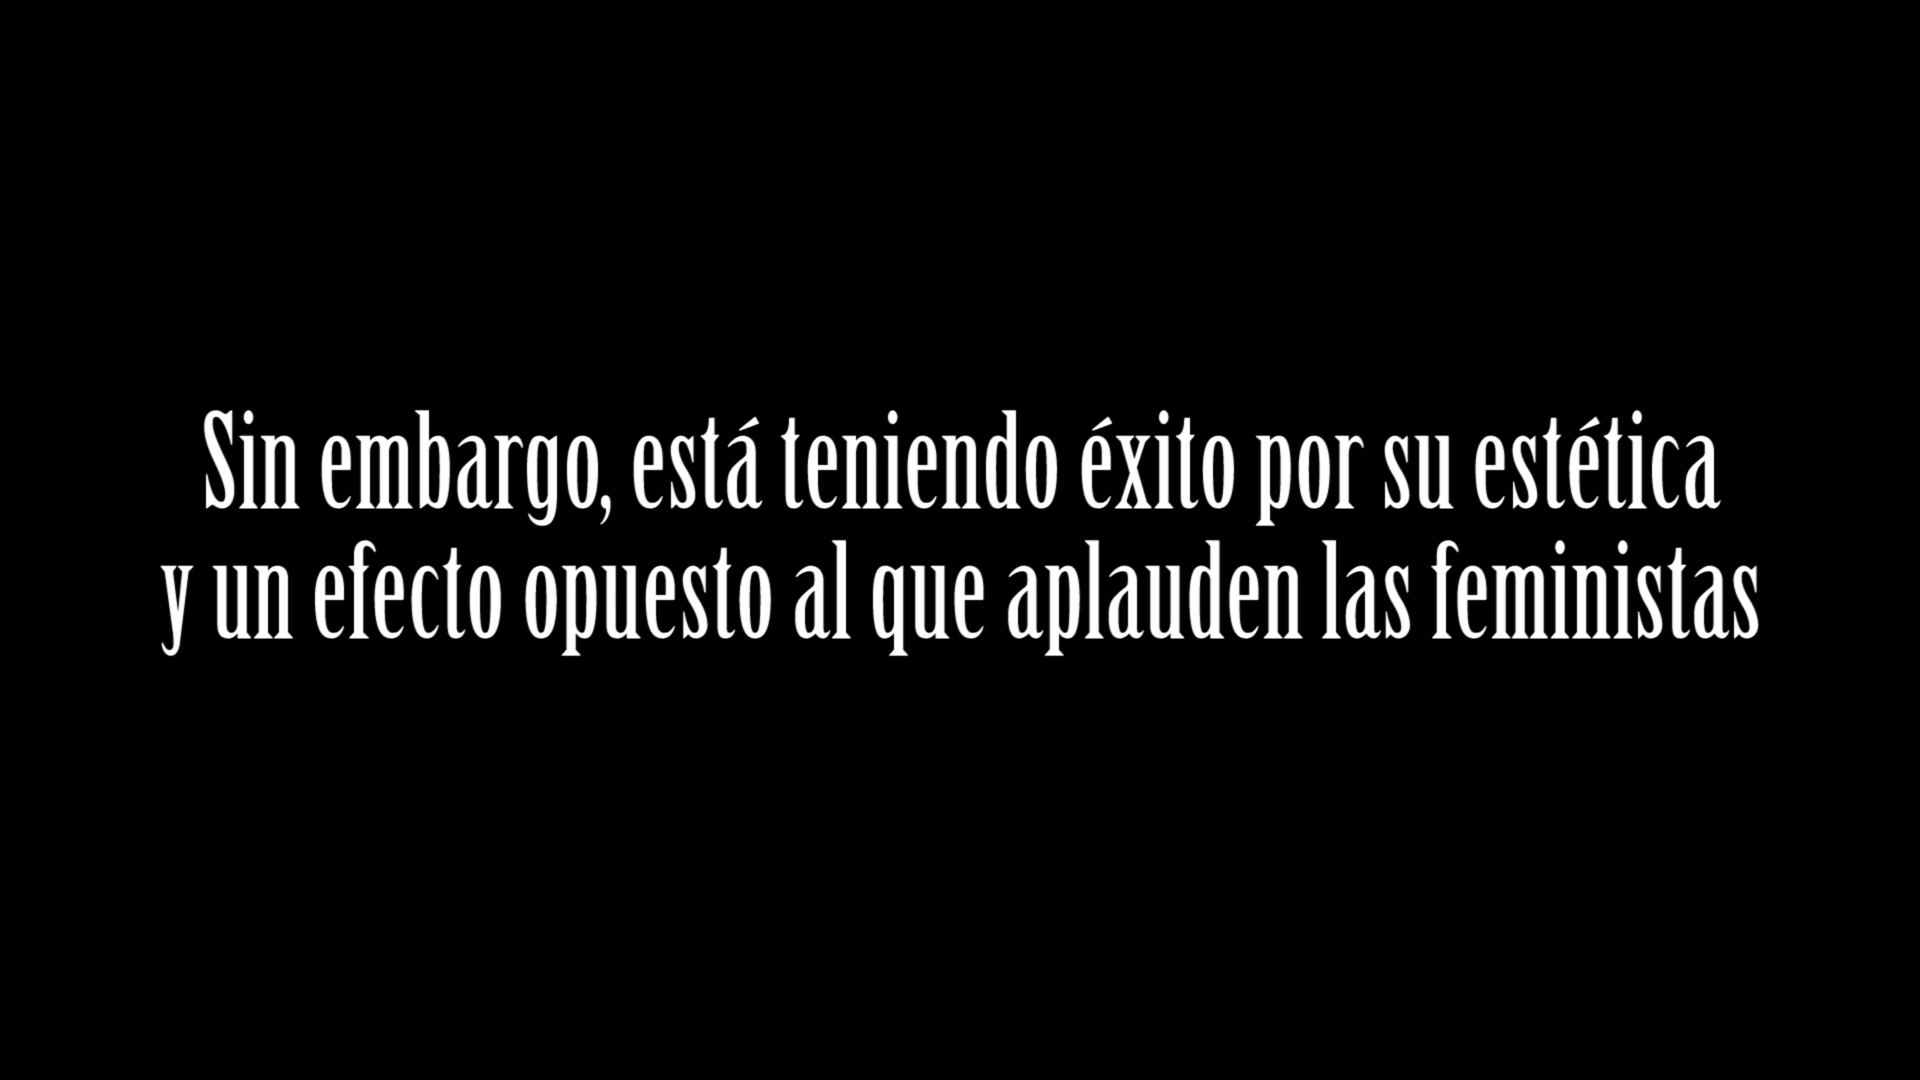 Sin embargo, está teniendo éxito por su estética
y un efecto opuesto al que aplauden las feministas